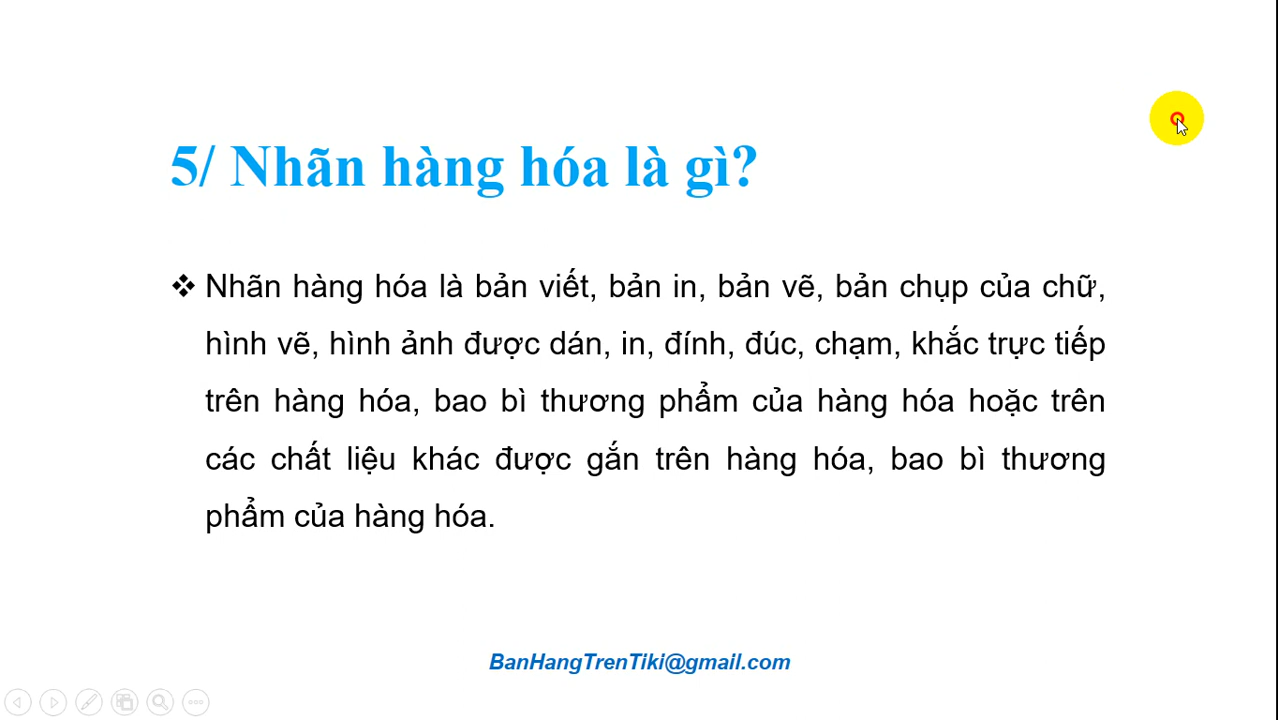 5/ Nhãn hàng hóa là gì?
❖ Nhãn hàng hóa là bản viết, bản in, bản vẽ, bản chụp của chữ,
hình vẽ, hình ảnh được dán, in, đính, đúc, chạm, khắc trực tiếp
trên hàng hóa, bao bì thương phẩm của hàng hóa hoặc trên
các chất liệu khác được gắn trên hàng hóa, bao bì thương
phẩm của hàng hóa.
BanHangTrenTiki@gmail.com